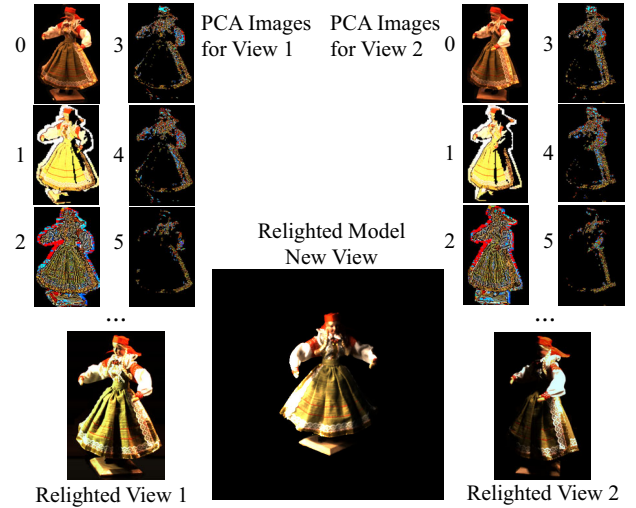 0
3
PCA Images
for View 1
1
4
2
5
...
Relighted View 1
PCA Images
for View 2
0
3
1
4
2
5
...
Relighted View 2
Relighted Model
New View